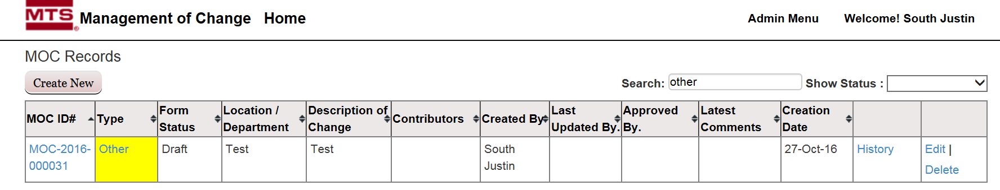 MTS
®
Management of Change Home
Admin Menu Welcome! South Justin
MOC Records
Create New
Search: other Show Status :
MOC ID# Type Form Status Location / Department Description of Change Contributors Created By Last Updated By. Approved By. Latest Comments Creation Date
MOC-2016-000031 Other Draft Test Test South Justin 27-Oct-16 History Edit | Delete